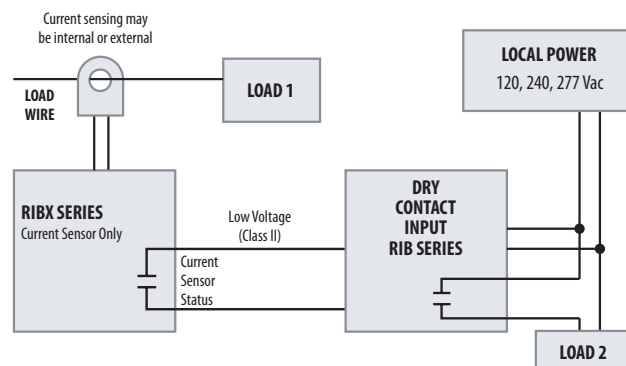 Current sensing may
be internal or external
LOAD
WIRE
LOAD 1
LOCAL POWER
120, 240, 277 Vac
RIBX SERIES
Current Sensor Only
Low Voltage
(Class II)
Current
Sensor
Status
DRY
CONTACT
INPUT
RIB SERIES
LOAD 2